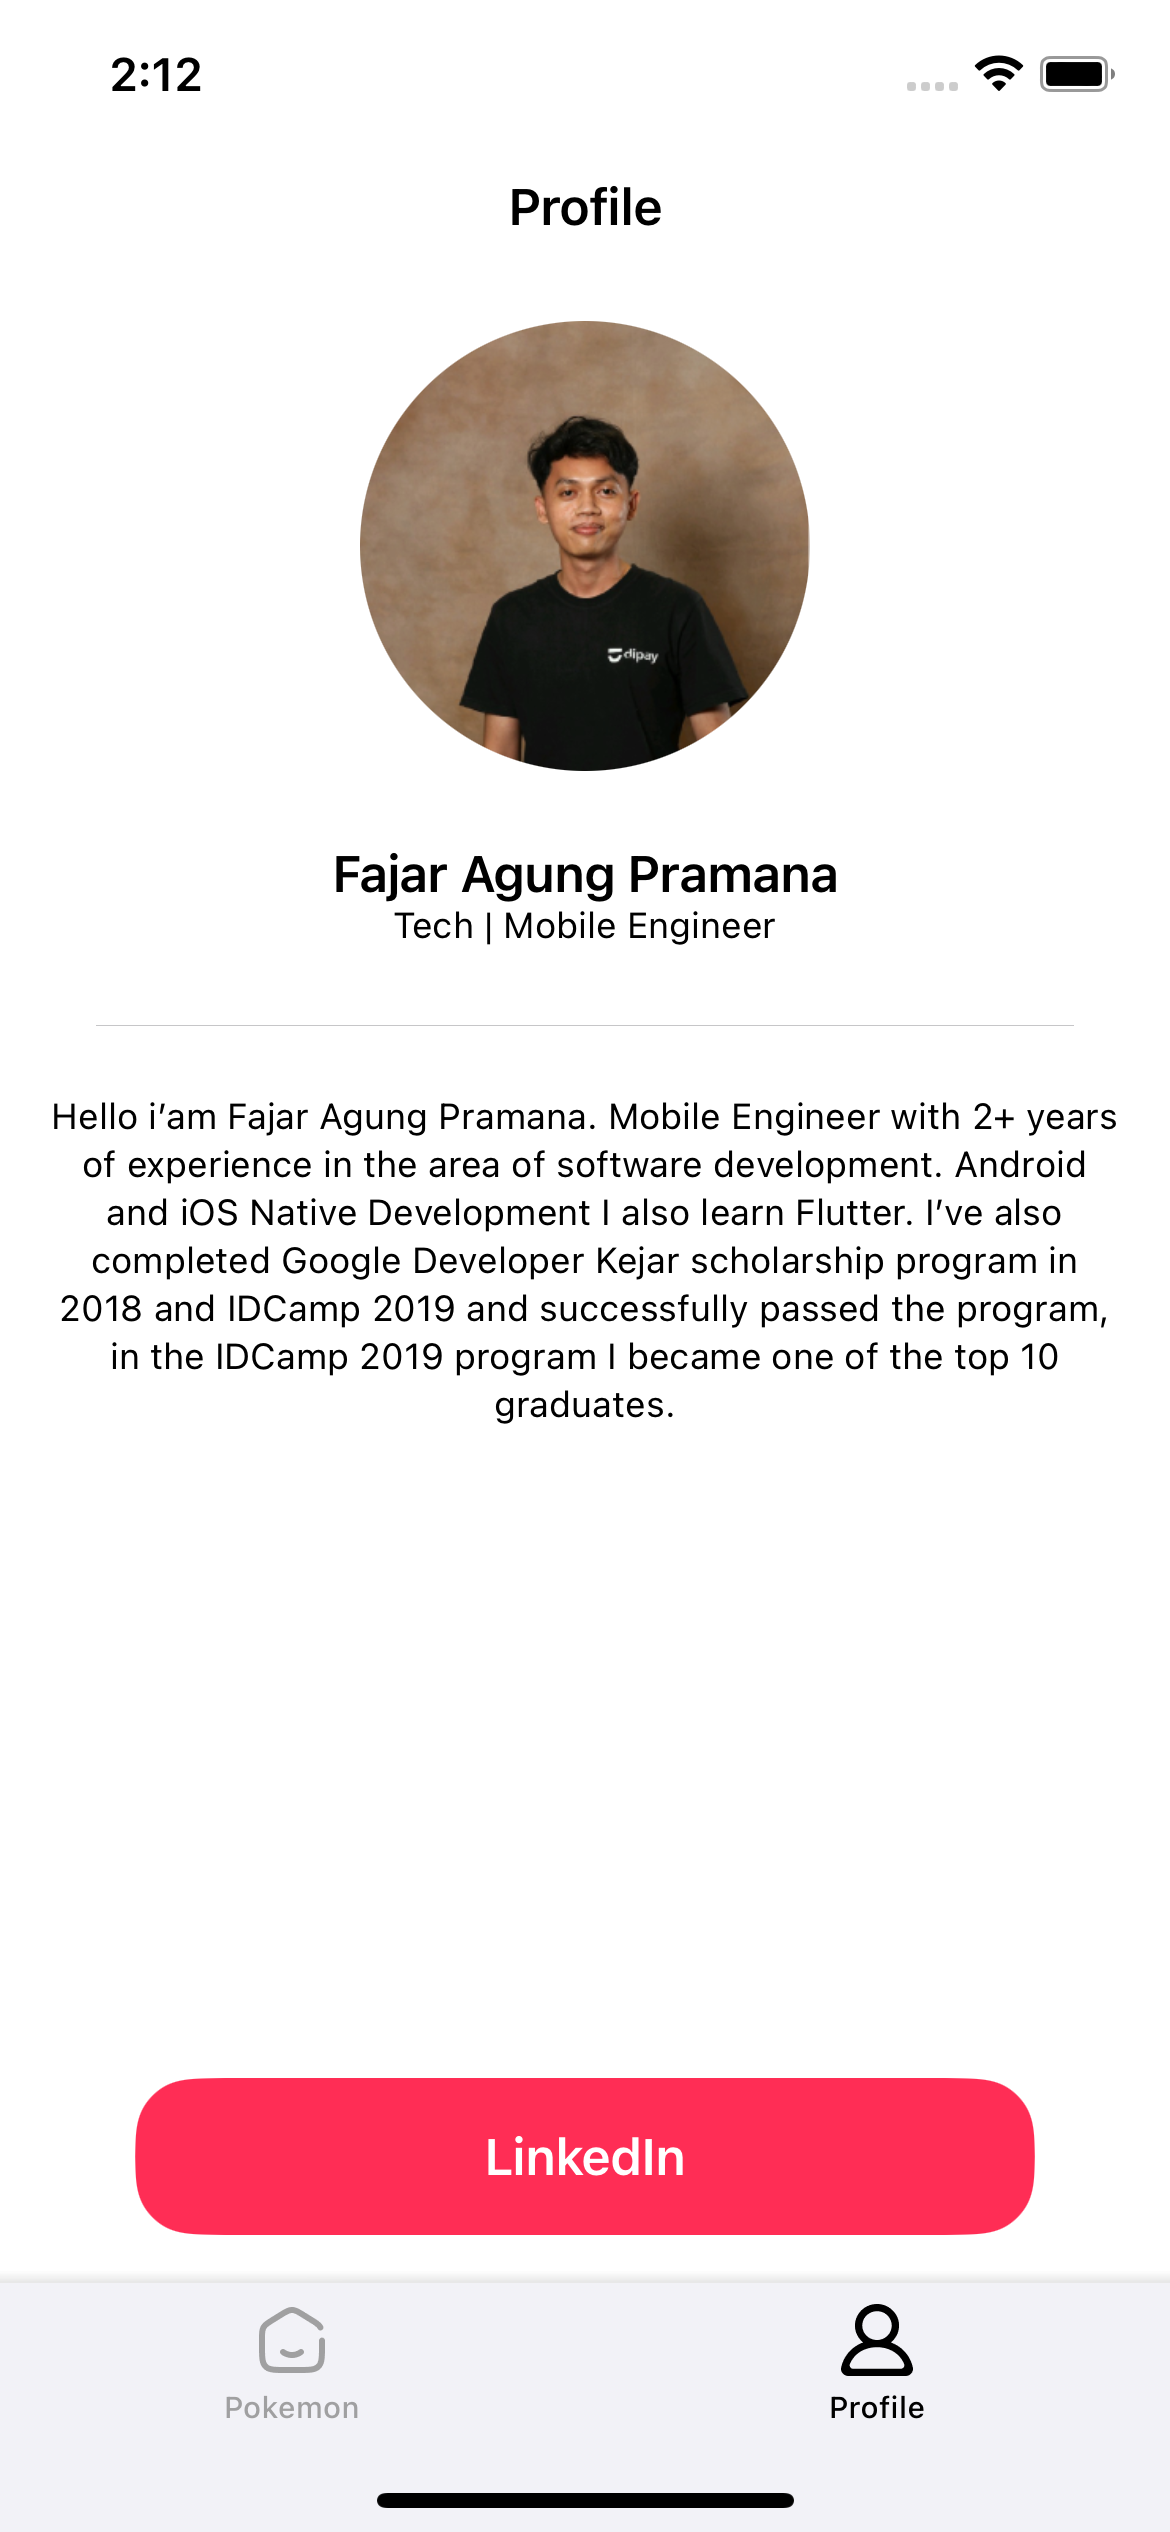 2:12
Profile
dipay
Fajar Agung Pramana
Tech | Mobile Engineer
Hello i’am Fajar Agung Pramana. Mobile Engineer with 2+ years
of experience in the area of software development. Android
and iOS Native Development I also learn Flutter. I’ve also
completed Google Developer Kejar scholarship program in
2018 and IDCamp 2019 and successfully passed the program,
in the IDCamp 2019 program I became one of the top 10
graduates.
LinkedIn
Pokemon
Profile